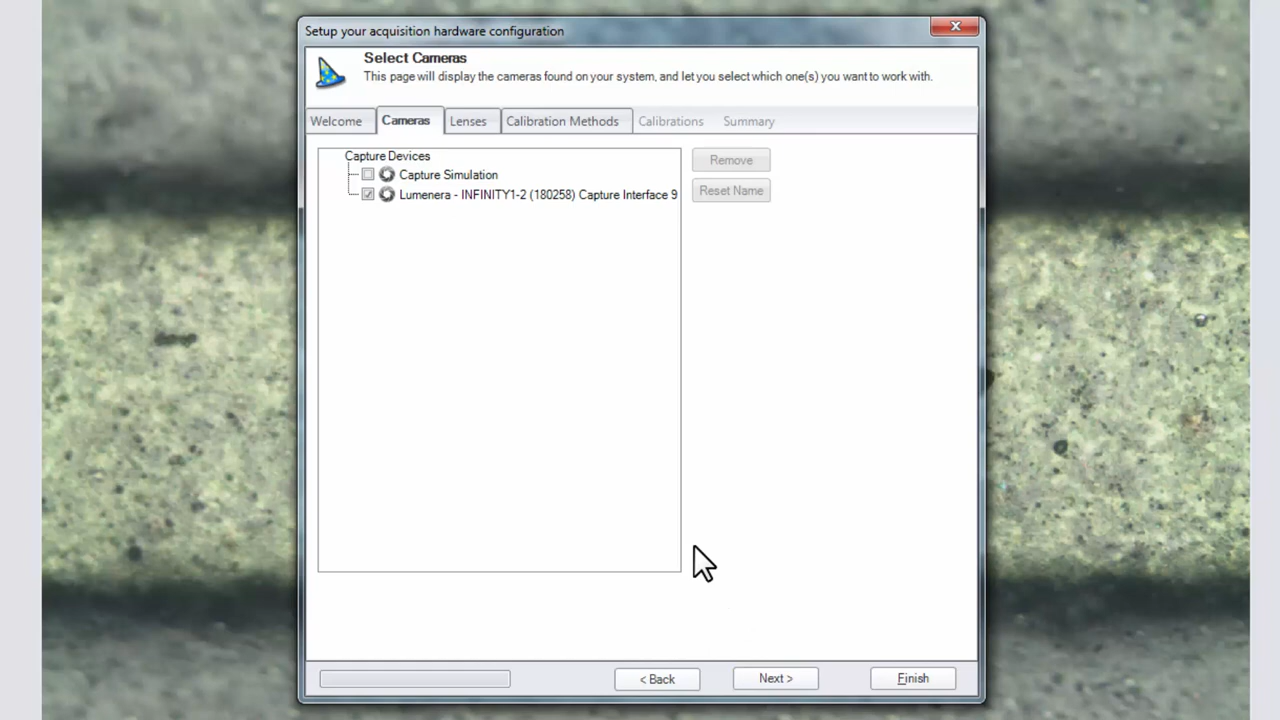 Setup your acquisition hardware configuration
Select Cameras
This page will display the cameras found on your system, and let you select which one(s) you want to work with.
Welcome
Cameras
Lenses
Calibration Methods
Calibrations
Summary
Capture Devices
Capture Simulation
Lumenera - INFINITY1-2 (180258) Capture Interface 9
Remove
Reset Name
< Back
Next >
Finish